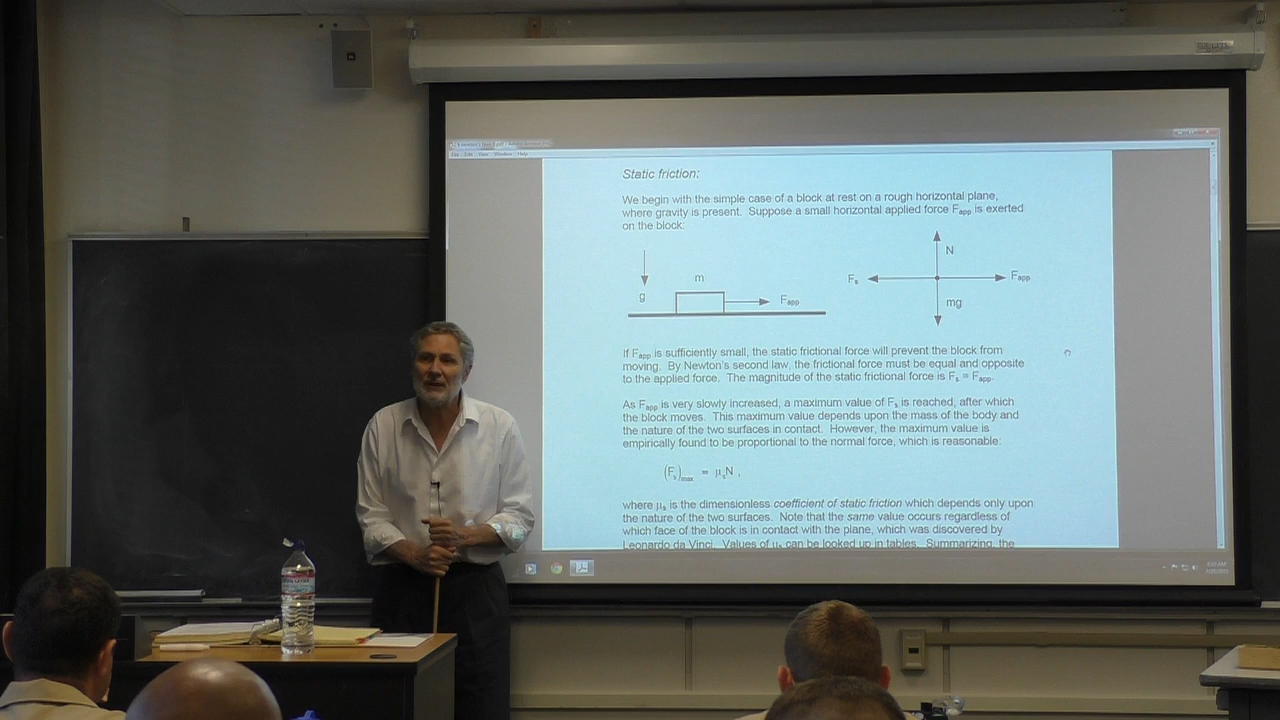 File Edit View Window Help
Static friction:
We begin with the simple case of a block at rest on a rough horizontal plane,
where gravity is present. Suppose a small horizontal applied force Fapp is exerted
on the block:
N
m
Fs
Fapp
g
Fapp
mg
If Fapp is sufficiently small, the static frictional force will prevent the block from
moving. By Newton's second law, the frictional force must be equal and opposite
to the applied force. The magnitude of the static frictional force is Fs = Fapp.
As Fapp is very slowly increased, a maximum value of Fs is reached, after which
the block moves. This maximum value depends upon the mass of the body and
the nature of the two surfaces in contact. However, the maximum value is
empirically found to be proportional to the normal force, which is reasonable:
(Fs)max = μsN ,
where μs is the dimensionless coefficient of static friction which depends only upon
the nature of the two surfaces. Note that the same value occurs regardless of
which face of the block is in contact with the plane, which was discovered by
Leonardo da Vinci. Values of μs can be looked up in tables. Summarizing, the